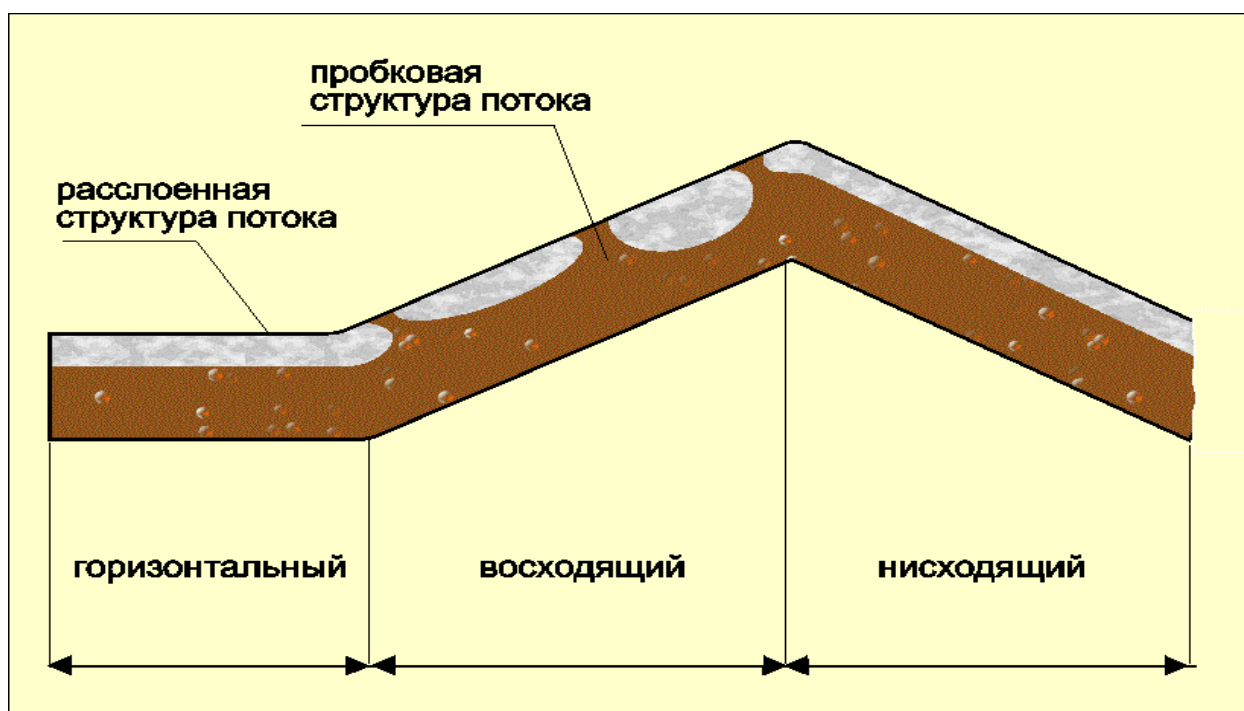 пробковая
структура потока
расслоенная
структура потока
горизонтальный
восходящий
нисходящий